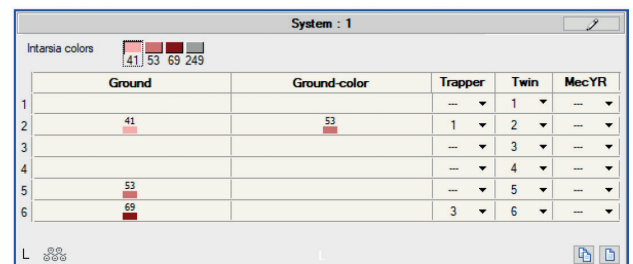 System : 1
Intarsia colors
41 53 69 249
Ground Ground-color Trapper Twin MecYR
1 --- 1 ---
2 41 53 1 2 ---
3 --- 3 ---
4 --- 4 ---
5 53 --- 5 ---
6 69 3 6 ---
L L